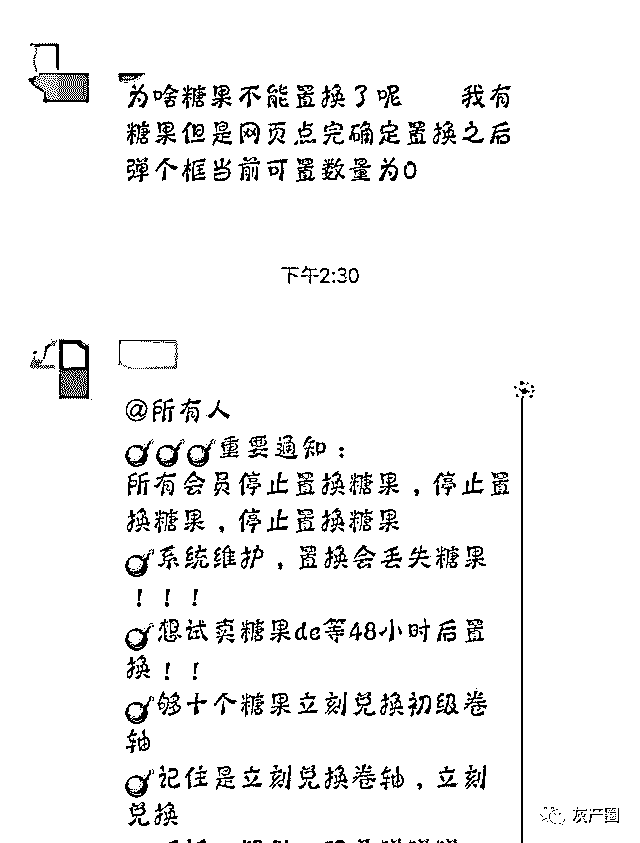 为啥糖果不能置换了呢 我有
糖果但是网页点完确定置换之后
弹个框当前可置数量为0
下午2:30
@所有人
重要通知：
所有会员停止置换糖果，停止置
换糖果，停止置换糖果
系统维护，置换会丢失糖果
！！！
想试卖糖果de等48小时后置
换！！
够十个糖果立刻兑换初级卷
轴
记住是立刻兑换卷轴，立刻
兑换
灰产圈